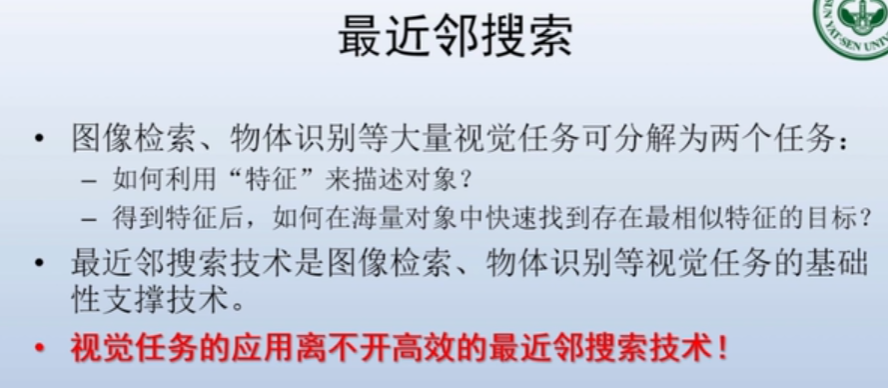 最近邻搜索
SUN YAT-SEN UNIV
• 图像检索、物体识别等大量视觉任务可分解为两个任务：
– 如何利用“特征”来描述对象？
– 得到特征后，如何在海量对象中快速找到存在最相似特征的目标？
• 最近邻搜索技术是图像检索、物体识别等视觉任务的基础
性支撑技术。
• 视觉任务的应用离不开高效的最近邻搜索技术！